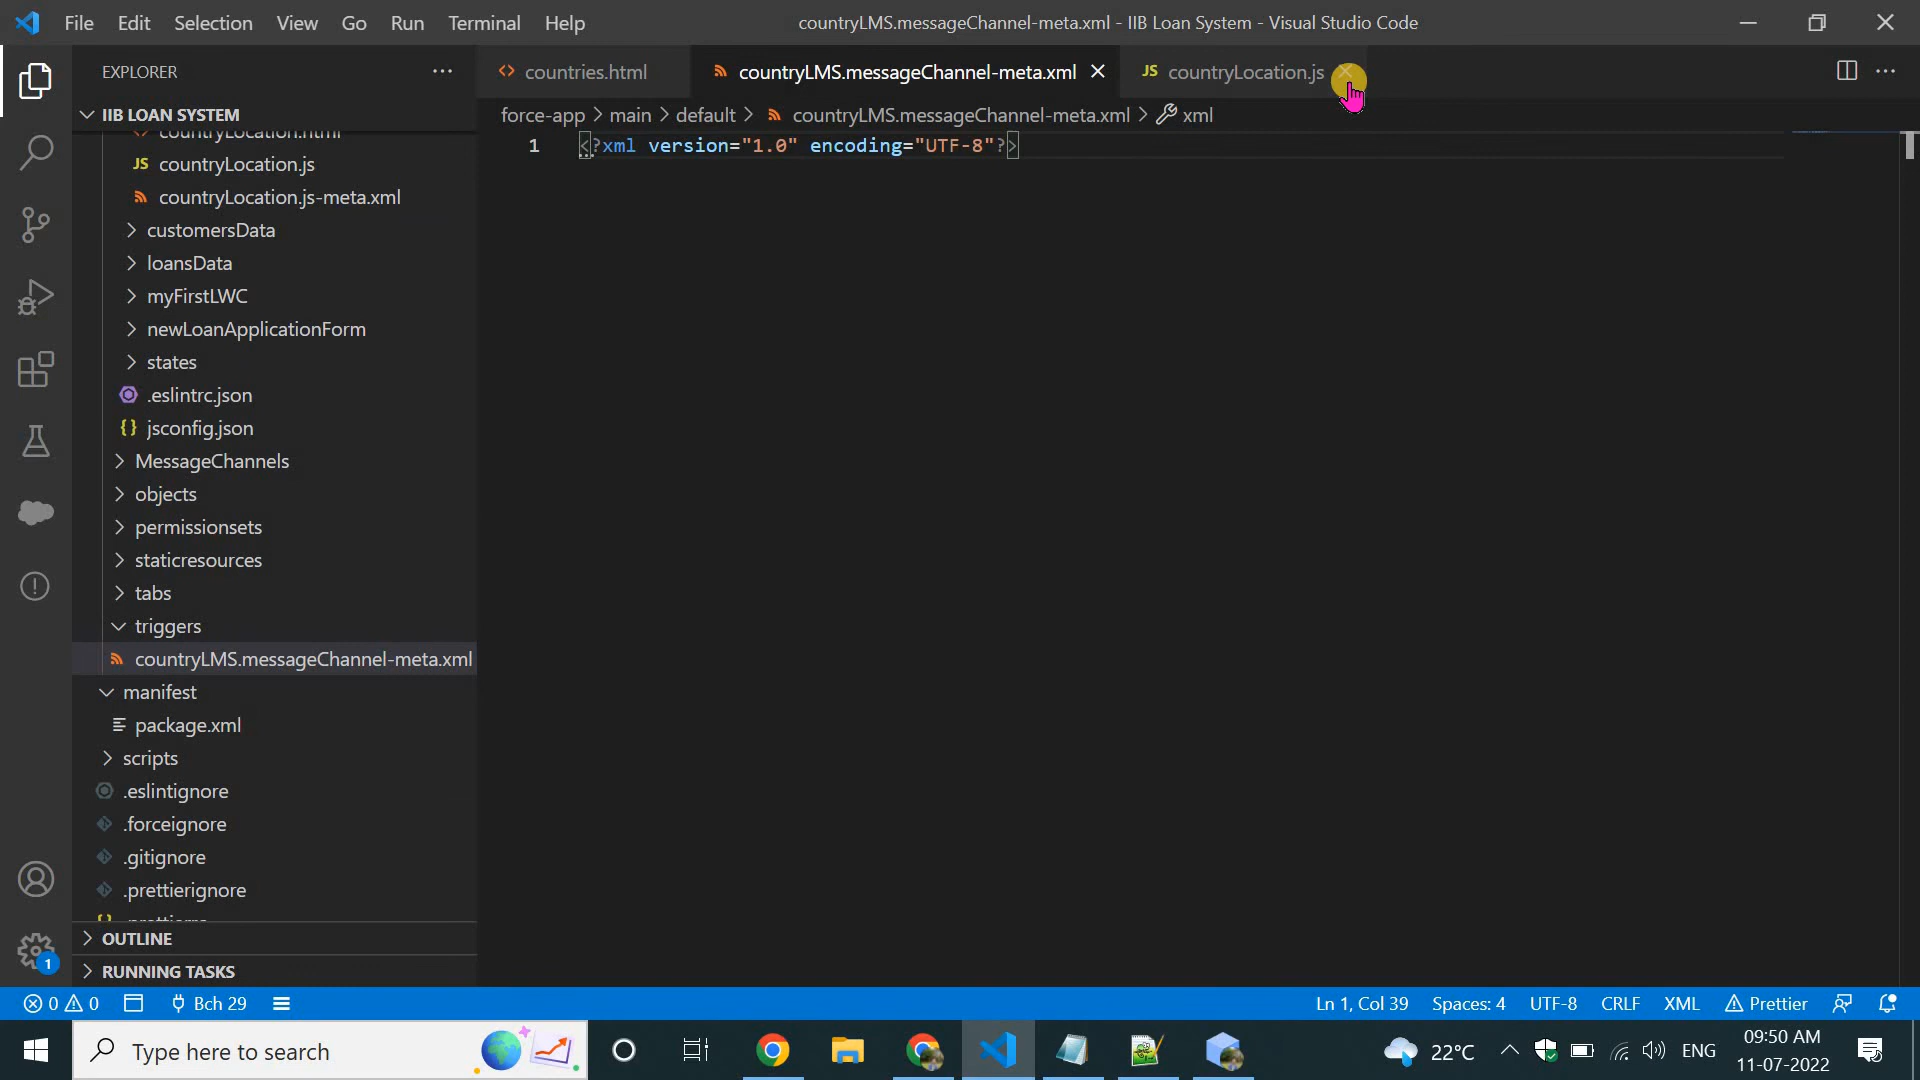 File Edit Selection View Go Run Terminal Help
countryLMS.messageChannel-meta.xml - IIB Loan System - Visual Studio Code
EXPLORER
countries.html
countryLMS.messageChannel-meta.xml
JS countryLocation.js
IIB LOAN SYSTEM
force-app > main > default > countryLMS.messageChannel-meta.xml > xml
1 <?xml version="1.0" encoding="UTF-8"?>
countryLocation.html
JS countryLocation.js
countryLocation.js-meta.xml
customersData
loansData
myFirstLWC
newLoanApplicationForm
states
.eslintrc.json
{} jsconfig.json
MessageChannels
objects
permissionsets
staticresources
tabs
triggers
countryLMS.messageChannel-meta.xml
manifest
package.xml
scripts
.eslintignore
.forceignore
.gitignore
.prettierignore
OUTLINE
RUNNING TASKS
1
0 0 Bch 29
Ln 1, Col 39 Spaces: 4 UTF-8 CRLF XML Prettier
Type here to search
22°C
ENG
09:50 AM
11-07-2022